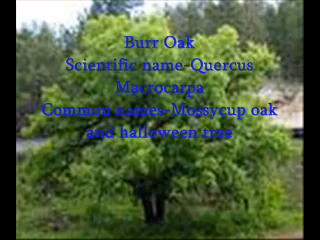 Burr Oak
Scientific name-Quercus
Macrocarpa
Common names-Mossycup oak
and halloween tree